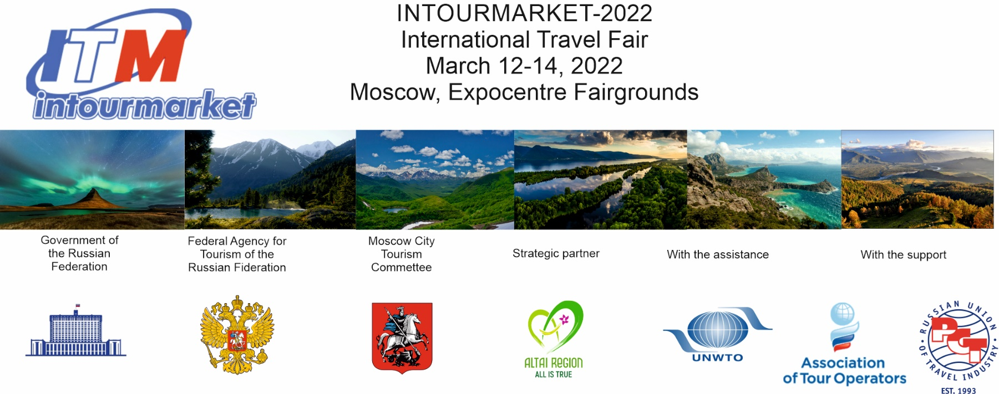 ITM
intourmarket
INTOURMARKET-2022
International Travel Fair
March 12-14, 2022
Moscow, Expocentre Fairgrounds
Government of
the Russian
Federation
Federal Agency for
Tourism of the
Russian Fideration
Moscow City
Tourism
Commettee
Strategic partner
With the assistance
With the support
ALTAI REGION
ALL IS TRUE
UNWTO
Association
of Tour Operators
RUSSIAN UNION
OF TRAVEL INDUSTRY
РСТ
EST. 1993